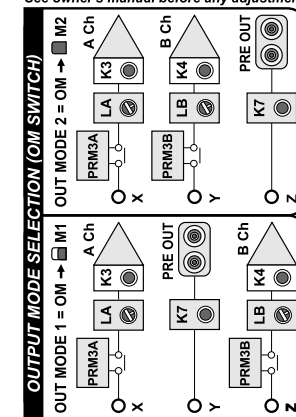 See owner's manual before any adjustment
OUTPUT MODE SELECTION (OM SWITCH)
OUT MODE 1 = OM → M1
PRM3A
LA
K3
A Ch
X
K7
PRE OUT
Y
PRM3B
LB
K4
B Ch
Z
OUT MODE 2 = OM → M2
PRM3A
LA
K3
A Ch
X
PRM3B
LB
K4
B Ch
Y
K7
PRE OUT
Z